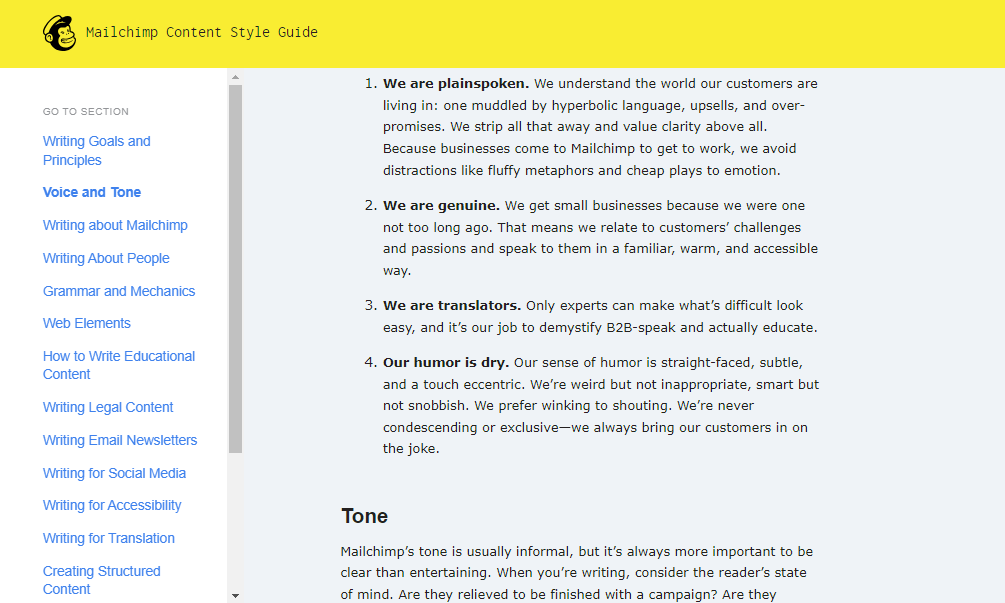 Mailchimp Content Style Guide
GO TO SECTION
Writing Goals and
Principles
Voice and Tone
Writing about Mailchimp
Writing About People
Grammar and Mechanics
Web Elements
How to Write Educational
Content
Writing Legal Content
Writing Email Newsletters
Writing for Social Media
Writing for Accessibility
Writing for Translation
Creating Structured
Content
1. We are plainspoken. We understand the world our customers are
living in: one muddled by hyperbolic language, upsells, and over-
promises. We strip all that away and value clarity above all.
Because businesses come to Mailchimp to get to work, we avoid
distractions like fluffy metaphors and cheap plays to emotion.
2. We are genuine. We get small businesses because we were one
not too long ago. That means we relate to customers’ challenges
and passions and speak to them in a familiar, warm, and accessible
way.
3. We are translators. Only experts can make what’s difficult look
easy, and it’s our job to demystify B2B-speak and actually educate.
4. Our humor is dry. Our sense of humor is straight-faced, subtle,
and a touch eccentric. We’re weird but not inappropriate, smart but
not snobbish. We prefer winking to shouting. We’re never
condescending or exclusive—we always bring our customers in on
the joke.
Tone
Mailchimp’s tone is usually informal, but it’s always more important to be
clear than entertaining. When you’re writing, consider the reader’s state
of mind. Are they relieved to be finished with a campaign? Are they